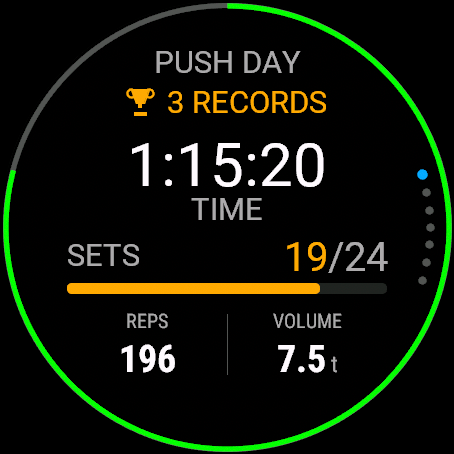 PUSH DAY
3 RECORDS
1:15:20
TIME
SETS 19/24
REPS VOLUME
196 7.5 t